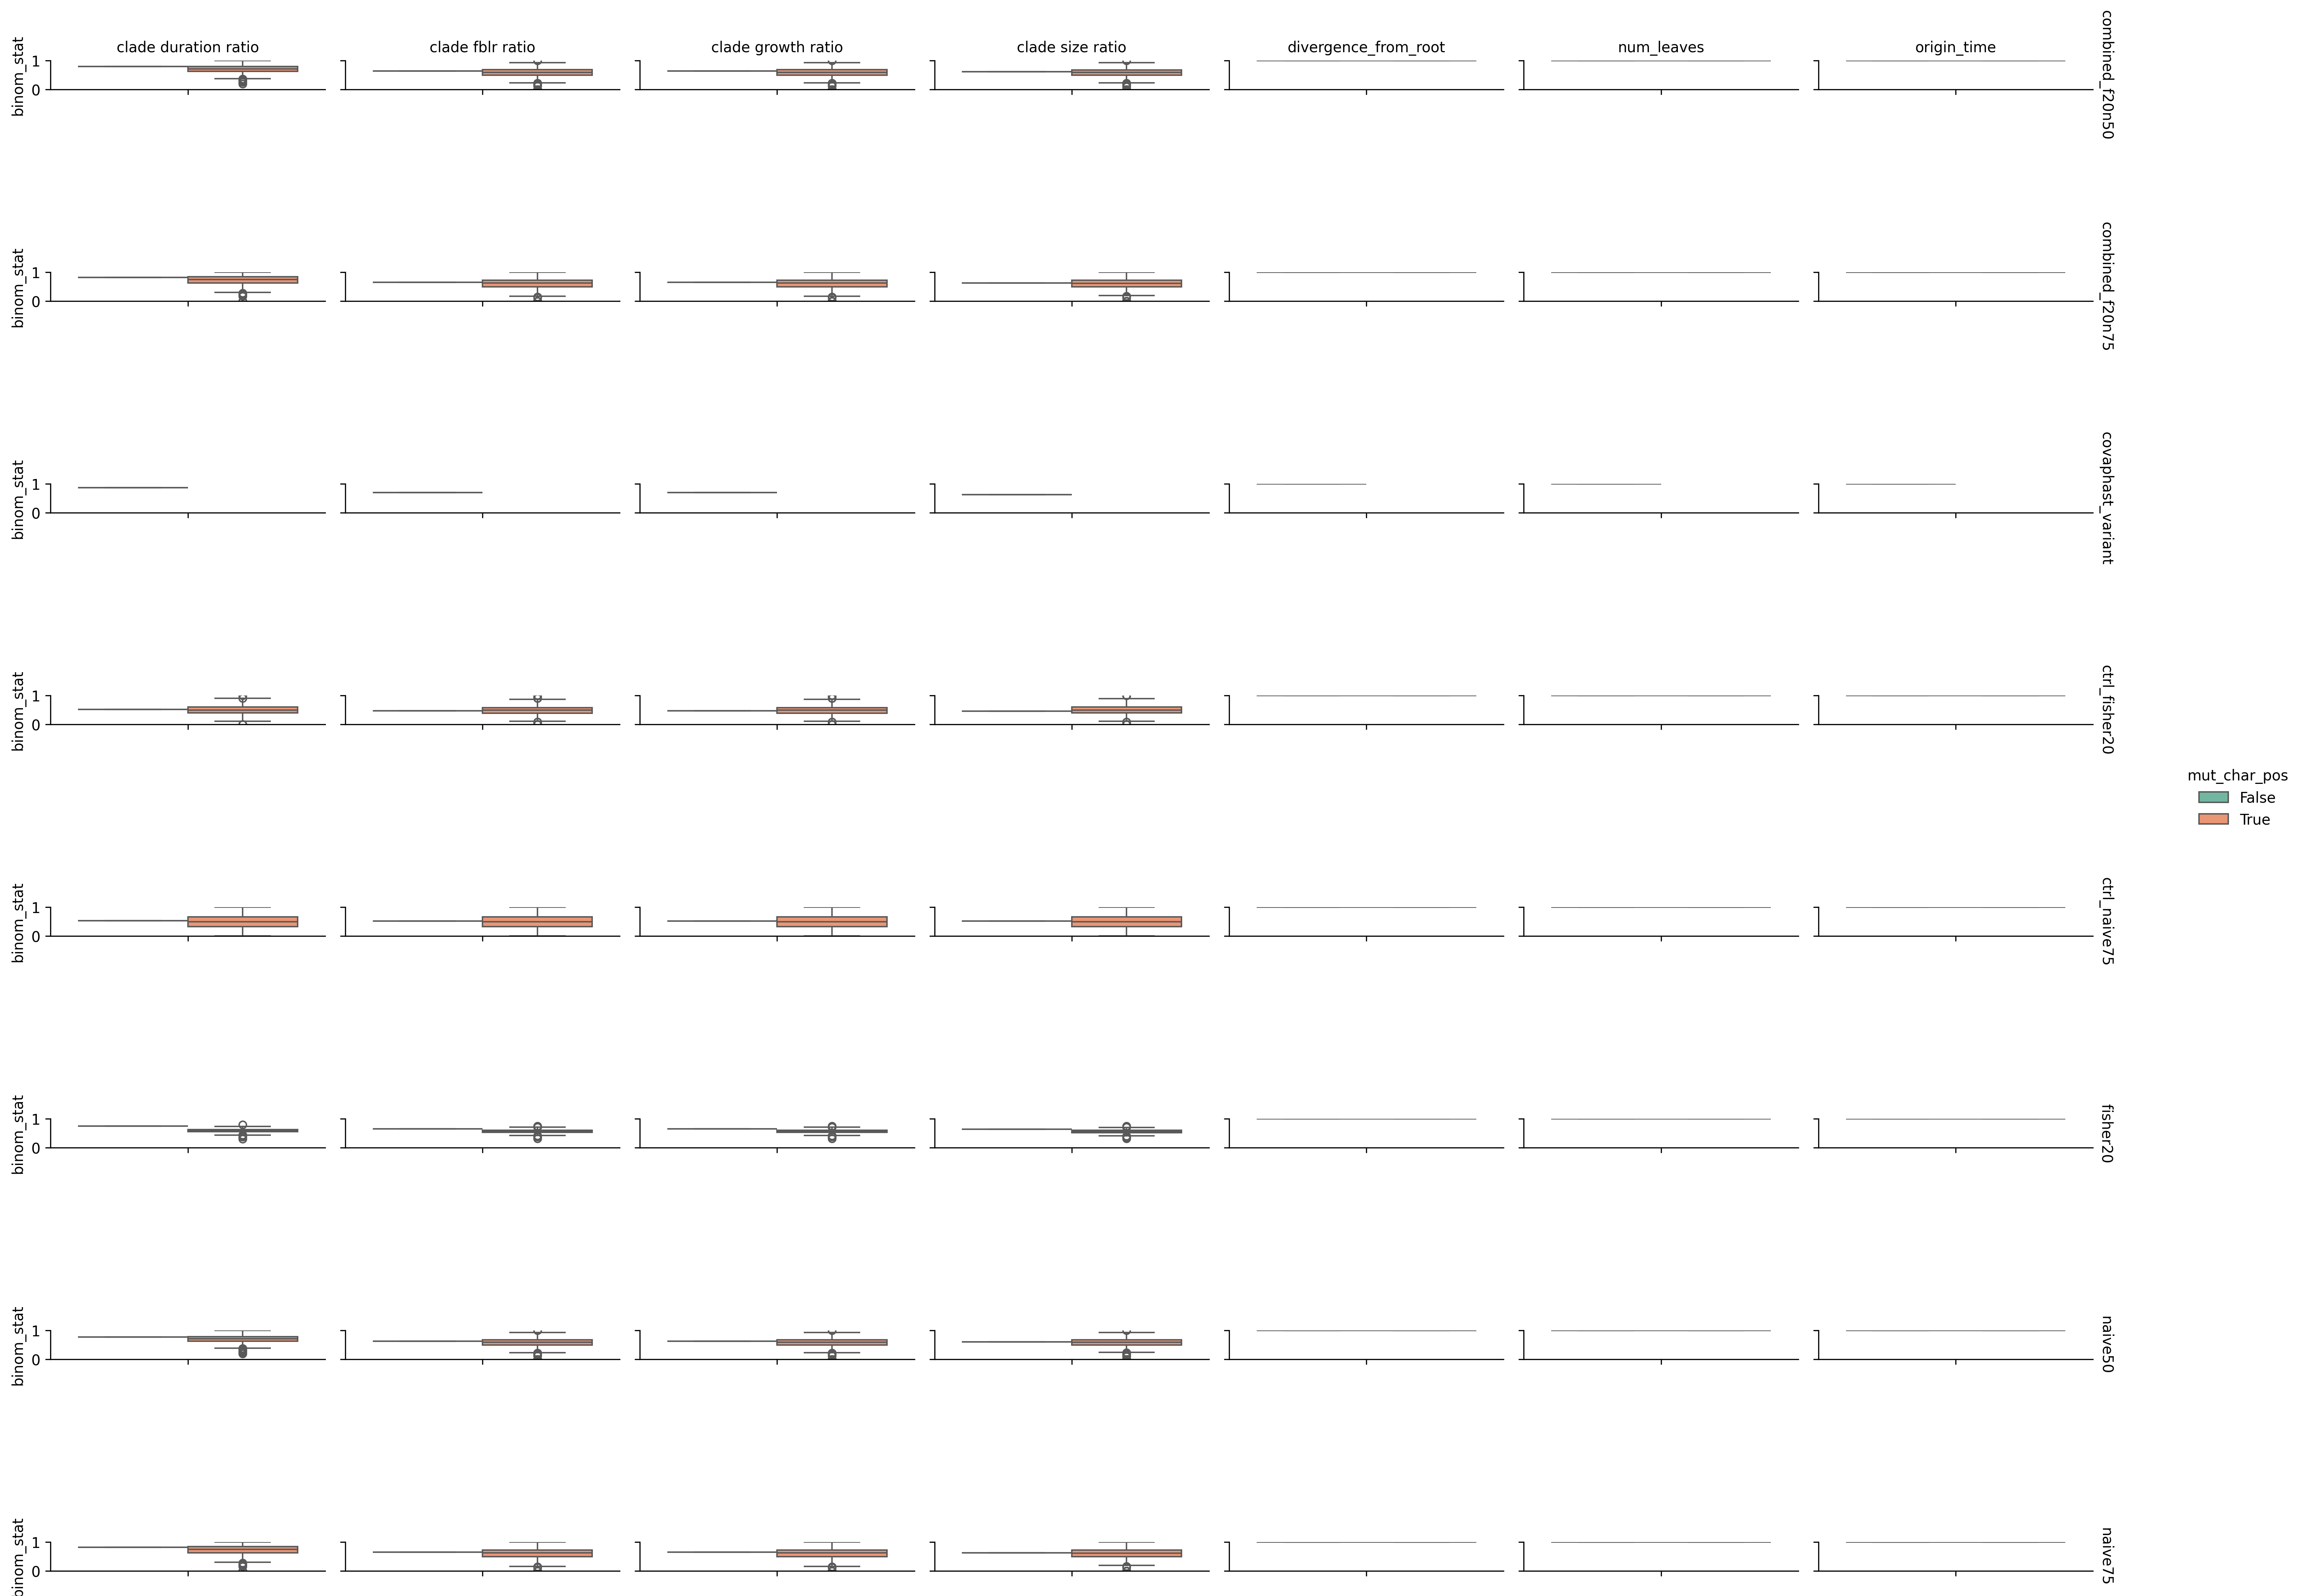 clade duration ratio
clade fblr ratio
clade growth ratio
clade size ratio
divergence_from_root
num_leaves
origin_time
binom_stat
1
0
combined_f20n50
binom_stat
1
0
combined_f20n75
binom_stat
1
0
covaphast_variant
binom_stat
1
0
ctrl_fisher20
mut_char_pos
False
True
binom_stat
1
0
ctrl_naive75
binom_stat
1
0
fisher20
binom_stat
1
0
naive50
binom_stat
1
0
naive75